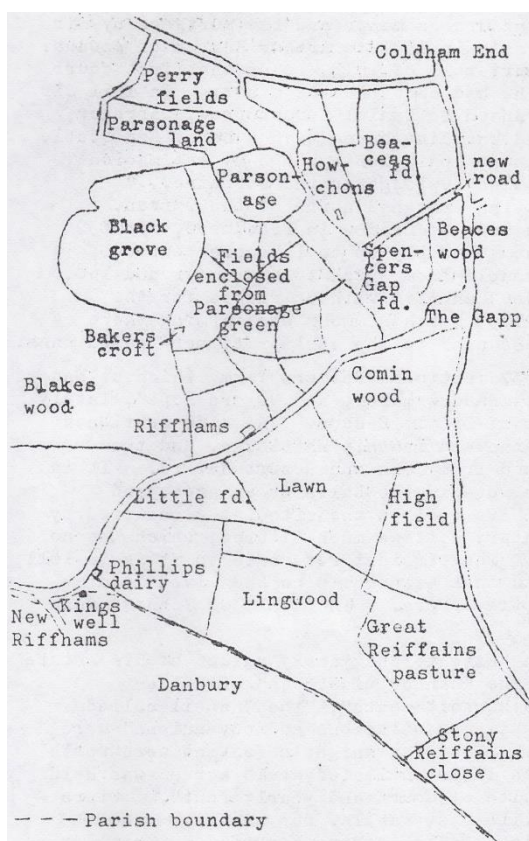 Coldham End
Perry
fields
Parsonage
land
Parson-
age
How-
chons
Bea-
ceas
fd.
new
road
Black
grove
Beaces
wood
Fields
enclosed
from
Parsonage
green
Spen-
cers
Gap
fd.
Bakers
croft
The Gapp
Comin
wood
Blakes
wood
Riffhams
Lawn
Little fd.
High
field
Phillips
dairy
Kings
well
New
Riffhams
Lingwood
Great
Reiffains
pasture
Danbury
Stony
Reiffains
close
Parish boundary